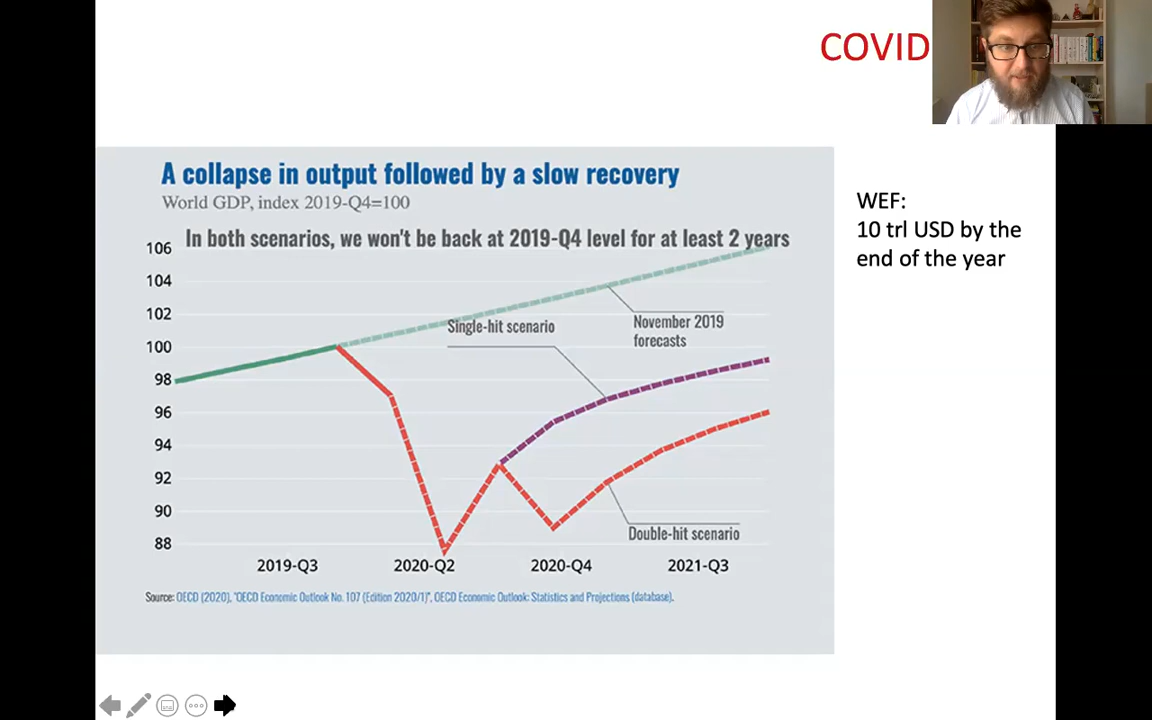 COVID
A collapse in output followed by a slow recovery
World GDP, index 2019-Q4=100
In both scenarios, we won't be back at 2019-Q4 level for at least 2 years
106
104
102
100
98
96
94
92
90
88
Single-hit scenario
November 2019
forecasts
Double-hit scenario
2019-Q3 2020-Q2 2020-Q4 2021-Q3
Source: OECD (2020), "OECD Economic Outlook No. 107 (Edition 2020/1)", OECD Economic Outlook: Statistics and Projections (database).
WEF:
10 trl USD by the
end of the year